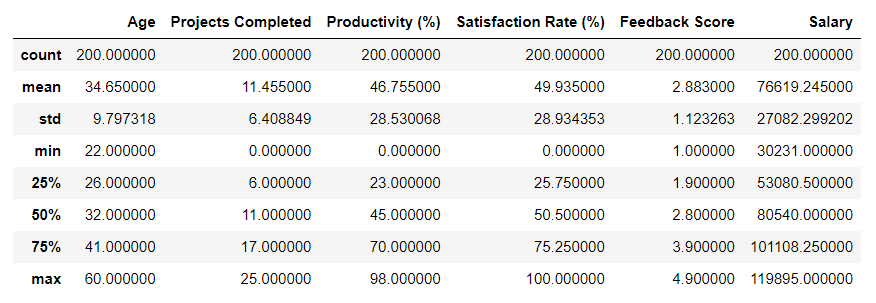 Age Projects Completed Productivity (%) Satisfaction Rate (%) Feedback Score Salary
count 200.000000 200.000000 200.000000 200.000000 200.000000 200.000000
mean 34.650000 11.455000 46.755000 49.935000 2.883000 76619.245000
std 9.797318 6.408849 28.530068 28.934353 1.123263 27082.299202
min 22.000000 0.000000 0.000000 0.000000 1.000000 30231.000000
25% 26.000000 6.000000 23.000000 25.750000 1.900000 53080.500000
50% 32.000000 11.000000 45.000000 50.500000 2.800000 80540.000000
75% 41.000000 17.000000 70.000000 75.250000 3.900000 101108.250000
max 60.000000 25.000000 98.000000 100.000000 4.900000 119895.000000